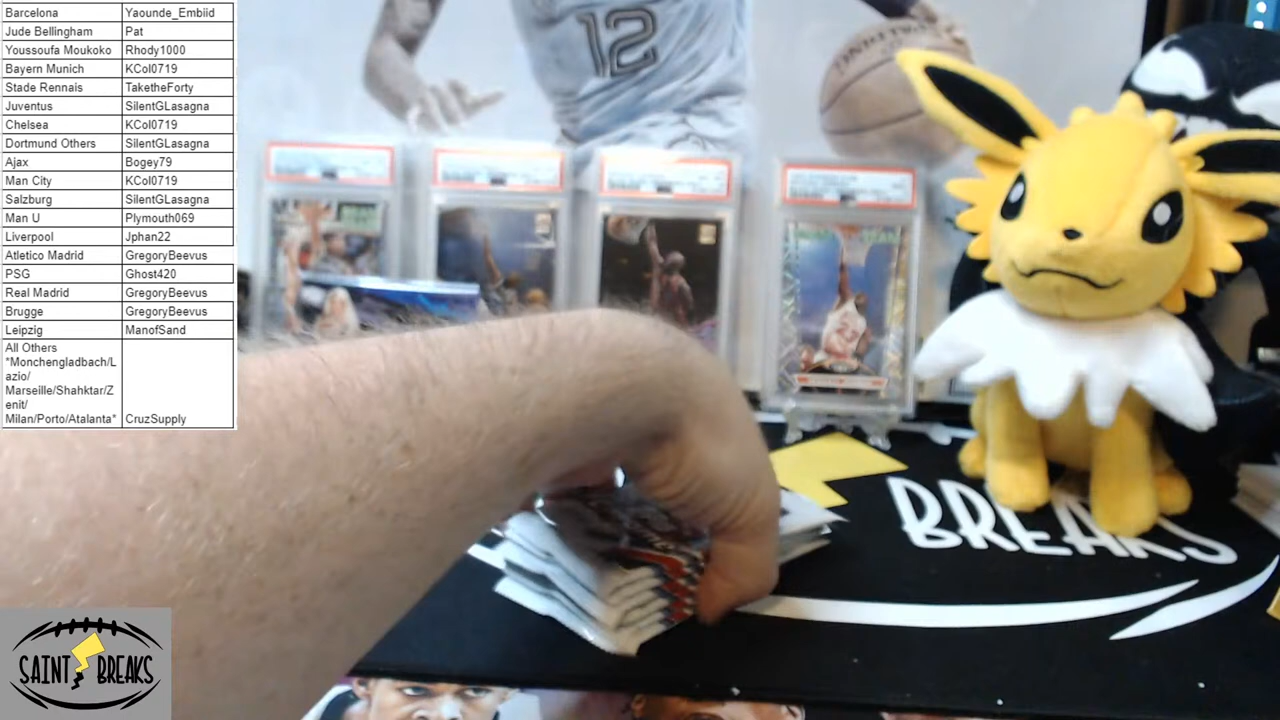 Barcelona Yaounde_Embiid
Jude Bellingham Pat
Youssoufa Moukoko Rhody1000
Bayern Munich KCol0719
Stade Rennais TaketheForty
Juventus SilentGLasagna
Chelsea KCol0719
Dortmund Others SilentGLasagna
Ajax Bogey79
Man City KCol0719
Salzburg SilentGLasagna
Man U Plymouth069
Liverpool Jphan22
Atletico Madrid GregoryBeevus
PSG Ghost420
Real Madrid GregoryBeevus
Brugge GregoryBeevus
Leipzig ManofSand
All Others
*Monchengladbach/L
azio/
Marseille/Shahktar/Z
enit/
Milan/Porto/Atalanta* CruzSupply
12
BREAKS
SAINT BREAKS